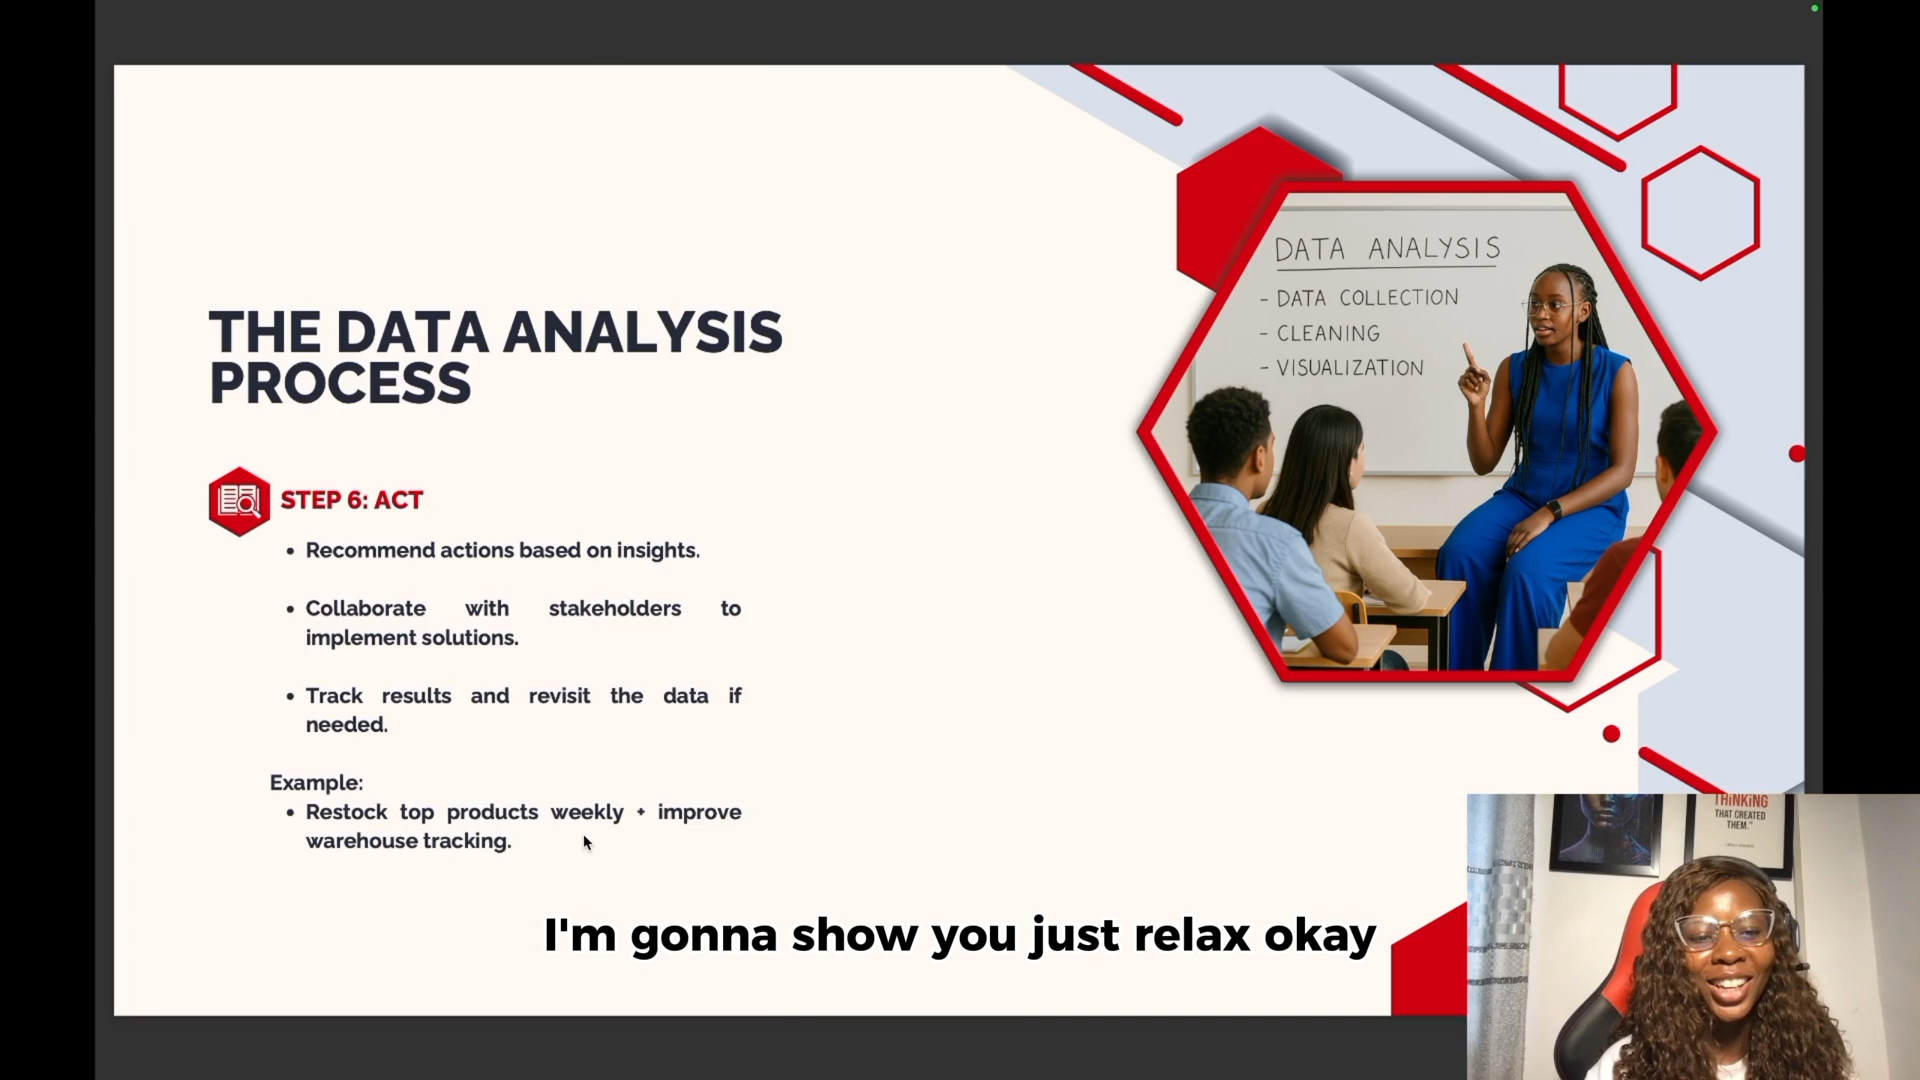 THE DATA ANALYSIS
PROCESS
STEP 6: ACT
• Recommend actions based on insights.
• Collaborate with stakeholders to
implement solutions.
• Track results and revisit the data if
needed.
Example:
• Restock top products weekly + improve
warehouse tracking.
DATA ANALYSIS
- DATA COLLECTION
- CLEANING
- VISUALIZATION
I'm gonna show you just relax okay
THiNKiNG
THAT CREATED
THEM.”